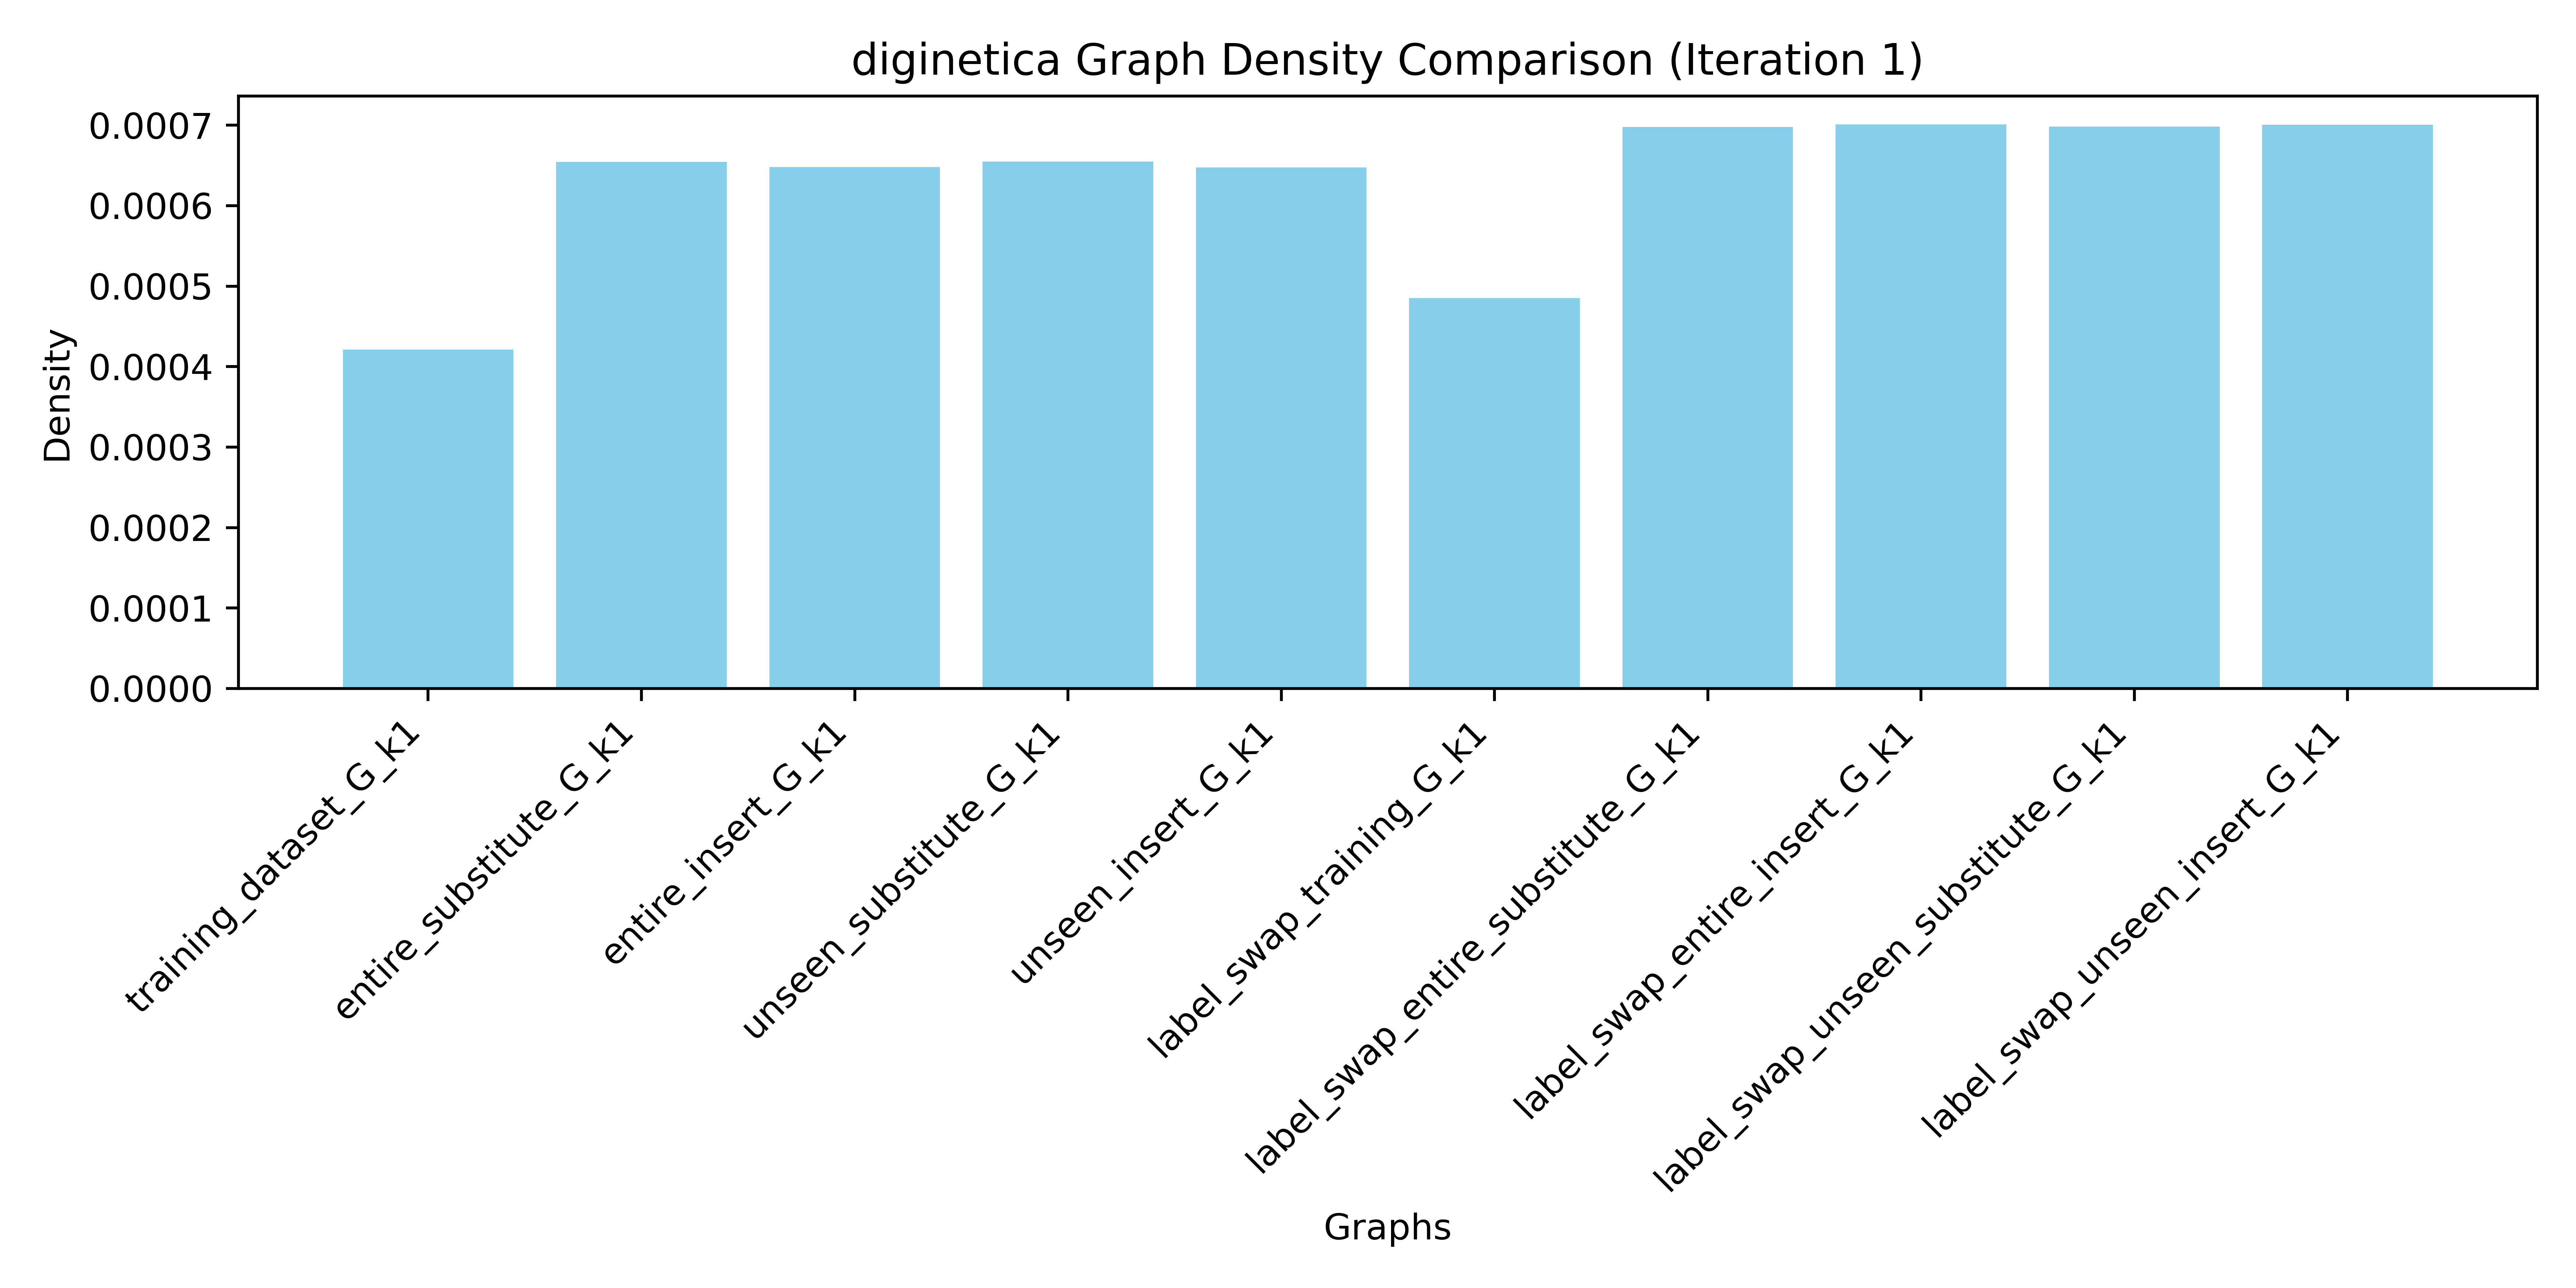 diginetica Graph Density Comparison (Iteration 1)
Density
0.0007
0.0006
0.0005
0.0004
0.0003
0.0002
0.0001
0.0000
training_dataset_G_k1
entire_substitute_G_k1
entire_insert_G_k1
unseen_substitute_G_k1
unseen_insert_G_k1
label_swap_training_G_k1
label_swap_entire_substitute_G_k1
label_swap_entire_insert_G_k1
label_swap_unseen_substitute_G_k1
label_swap_unseen_insert_G_k1
Graphs